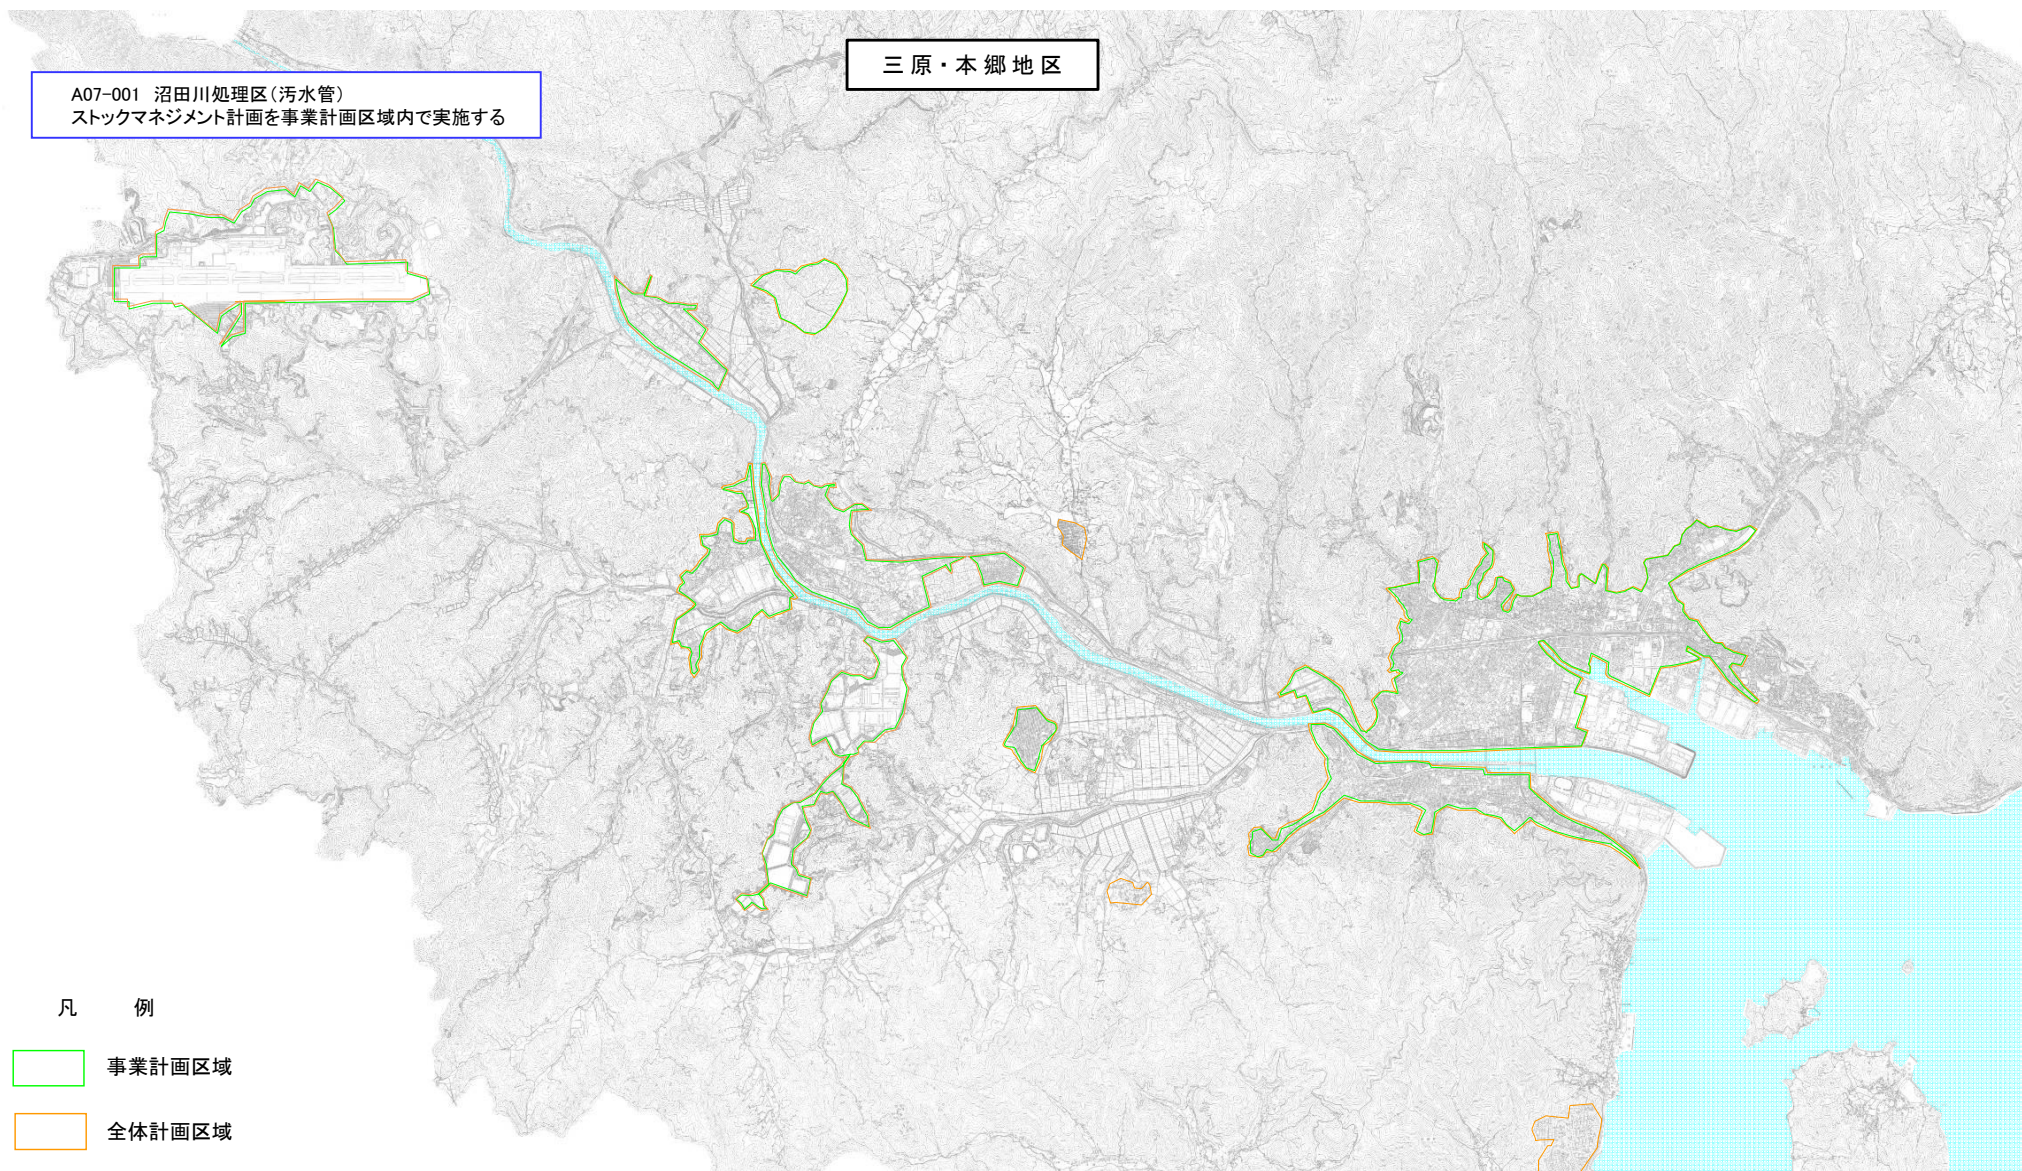 三原・本郷地区
A07-001 沼田川処理区(汚水管)
ストックマネジメント計画を事業計画区域内で実施する
凡 例
事業計画区域
全体計画区域